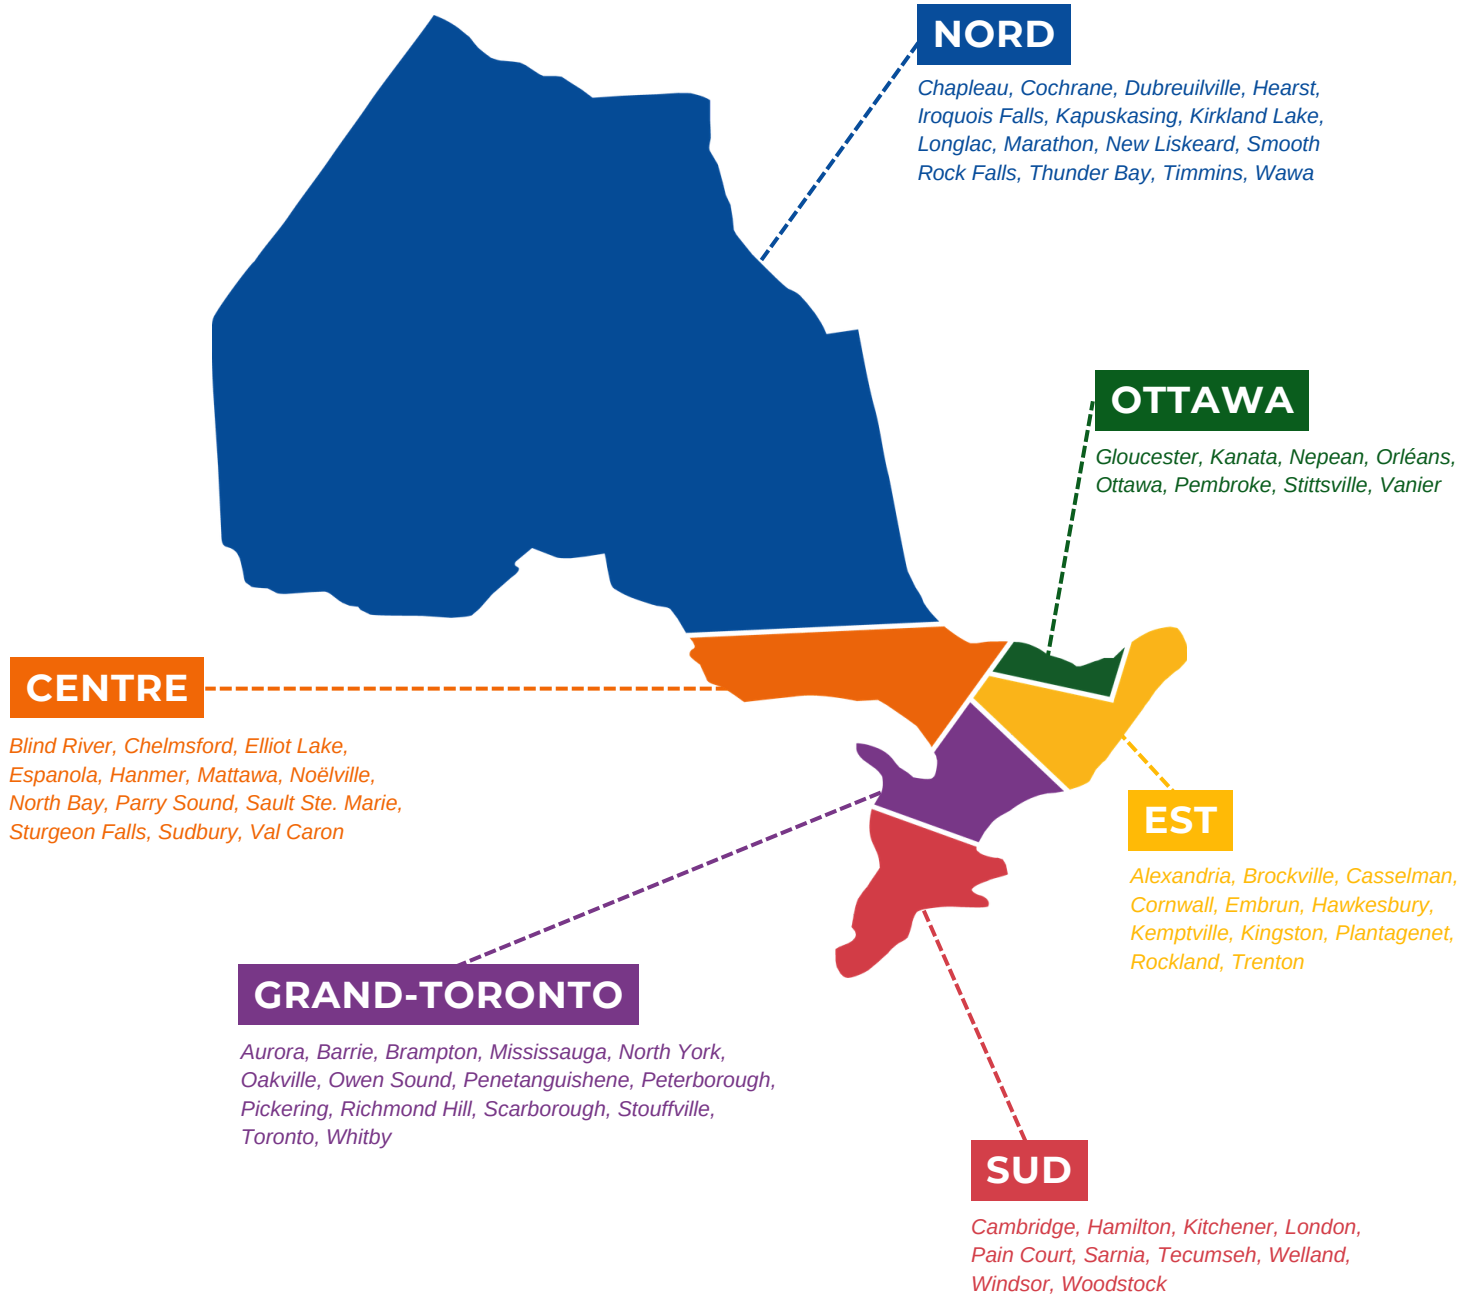 NORD
Chapleau, Cochrane, Dubreuilville, Hearst,
Iroquois Falls, Kapuskasing, Kirkland Lake,
Longlac, Marathon, New Liskeard, Smooth
Rock Falls, Thunder Bay, Timmins, Wawa
OTTAWA
Gloucester, Kanata, Nepean, Orléans,
Ottawa, Pembroke, Stittsville, Vanier
CENTRE
Blind River, Chelmsford, Elliot Lake,
Espanola, Hanmer, Mattawa, Noëlville,
North Bay, Parry Sound, Sault Ste. Marie,
Sturgeon Falls, Sudbury, Val Caron
EST
Alexandria, Brockville, Casselman,
Cornwall, Embrun, Hawkesbury,
Kemptville, Kingston, Plantagenet,
Rockland, Trenton
GRAND-TORONTO
Aurora, Barrie, Brampton, Mississauga, North York,
Oakville, Owen Sound, Penetanguishene, Peterborough,
Pickering, Richmond Hill, Scarborough, Stouffville,
Toronto, Whitby
SUD
Cambridge, Hamilton, Kitchener, London,
Pain Court, Sarnia, Tecumseh, Welland,
Windsor, Woodstock